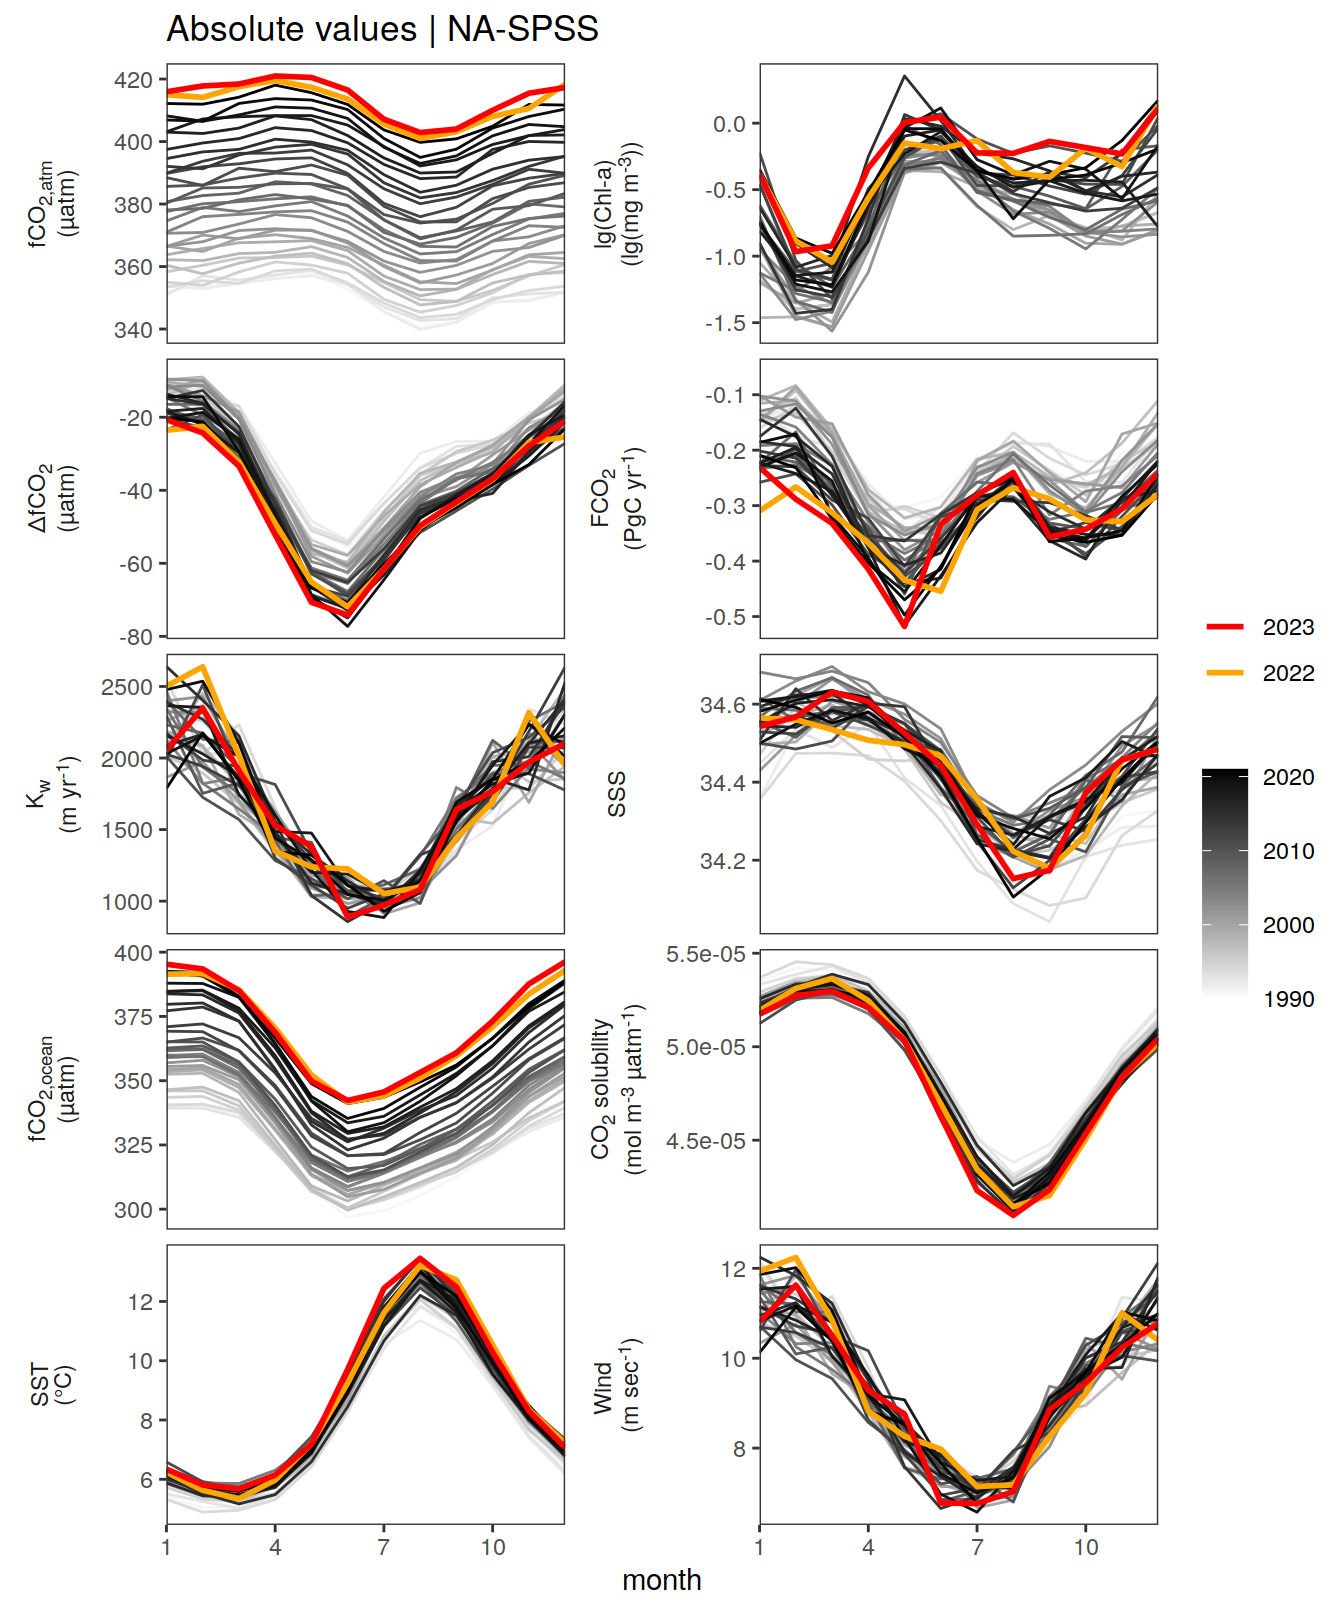 Absolute values | NA-SPSS
fCO2,atm
(µatm)
420
400
380
360
340
lg(Chl-a)
(lg(mg m-3))
0.0
-0.5
-1.0
-1.5
ΔfCO2
(µatm)
-20
-40
-60
-80
FCO2
(PgC yr-1)
-0.1
-0.2
-0.3
-0.4
-0.5
Kw
(m yr-1)
2500
2000
1500
1000
SSS
34.6
34.4
34.2
fCO2,ocean
(µatm)
400
375
350
325
300
CO2 solubility
(mol m-3 µatm-1)
5.5e-05
5.0e-05
4.5e-05
SST
(°C)
12
10
8
6
Wind
(m sec-1)
12
10
8
1 4 7 10
1 4 7 10
month
2023
2022
2020
2010
2000
1990